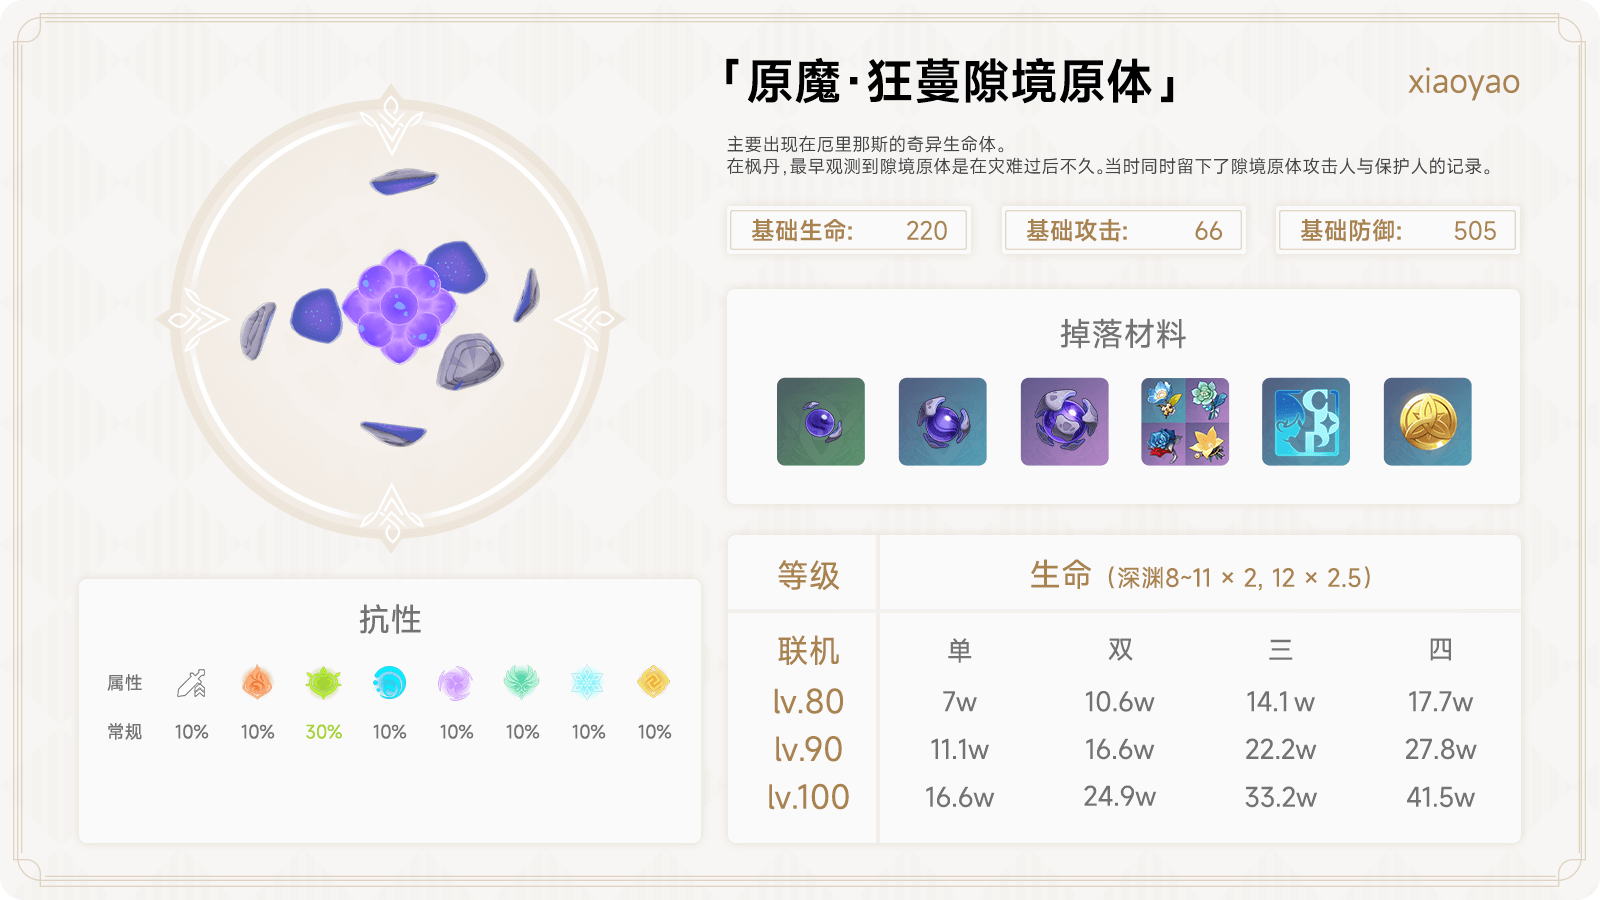 「原魔·狂蔓隙境原体」
xiaoyao
主要出现在厄里那斯的奇异生命体。
在枫丹,最早观测到隙境原体是在灾难过后不久。当时同时留下了隙境原体攻击人与保护人的记录。
基础生命: 220
基础攻击: 66
基础防御: 505
掉落材料
抗性
属性
常规 10% 10% 30% 10% 10% 10% 10% 10%
等级 生命 (深渊8~11 × 2, 12 × 2.5)
联机 单 双 三 四
lv.80 7w 10.6w 14.1w 17.7w
lv.90 11.1w 16.6w 22.2w 27.8w
lv.100 16.6w 24.9w 33.2w 41.5w